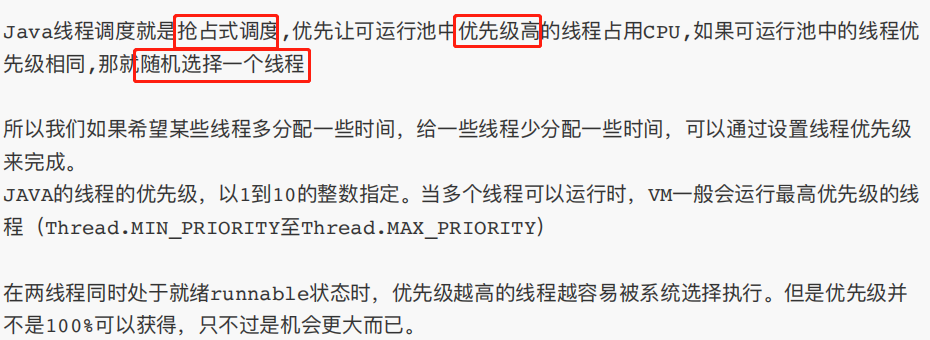 Java线程调度就是抢占式调度,优先让可运行池中优先级高的线程占用CPU,如果可运行池中的线程优
先级相同,那就随机选择一个线程
所以我们如果希望某些线程多分配一些时间，给一些线程少分配一些时间，可以通过设置线程优先级
来完成。
JAVA的线程的优先级，以1到10的整数指定。当多个线程可以运行时，VM一般会运行最高优先级的线
程（Thread.MIN_PRIORITY至Thread.MAX_PRIORITY）
在两线程同时处于就绪runnable状态时，优先级越高的线程越容易被系统选择执行。但是优先级并
不是100%可以获得，只不过是机会更大而已。